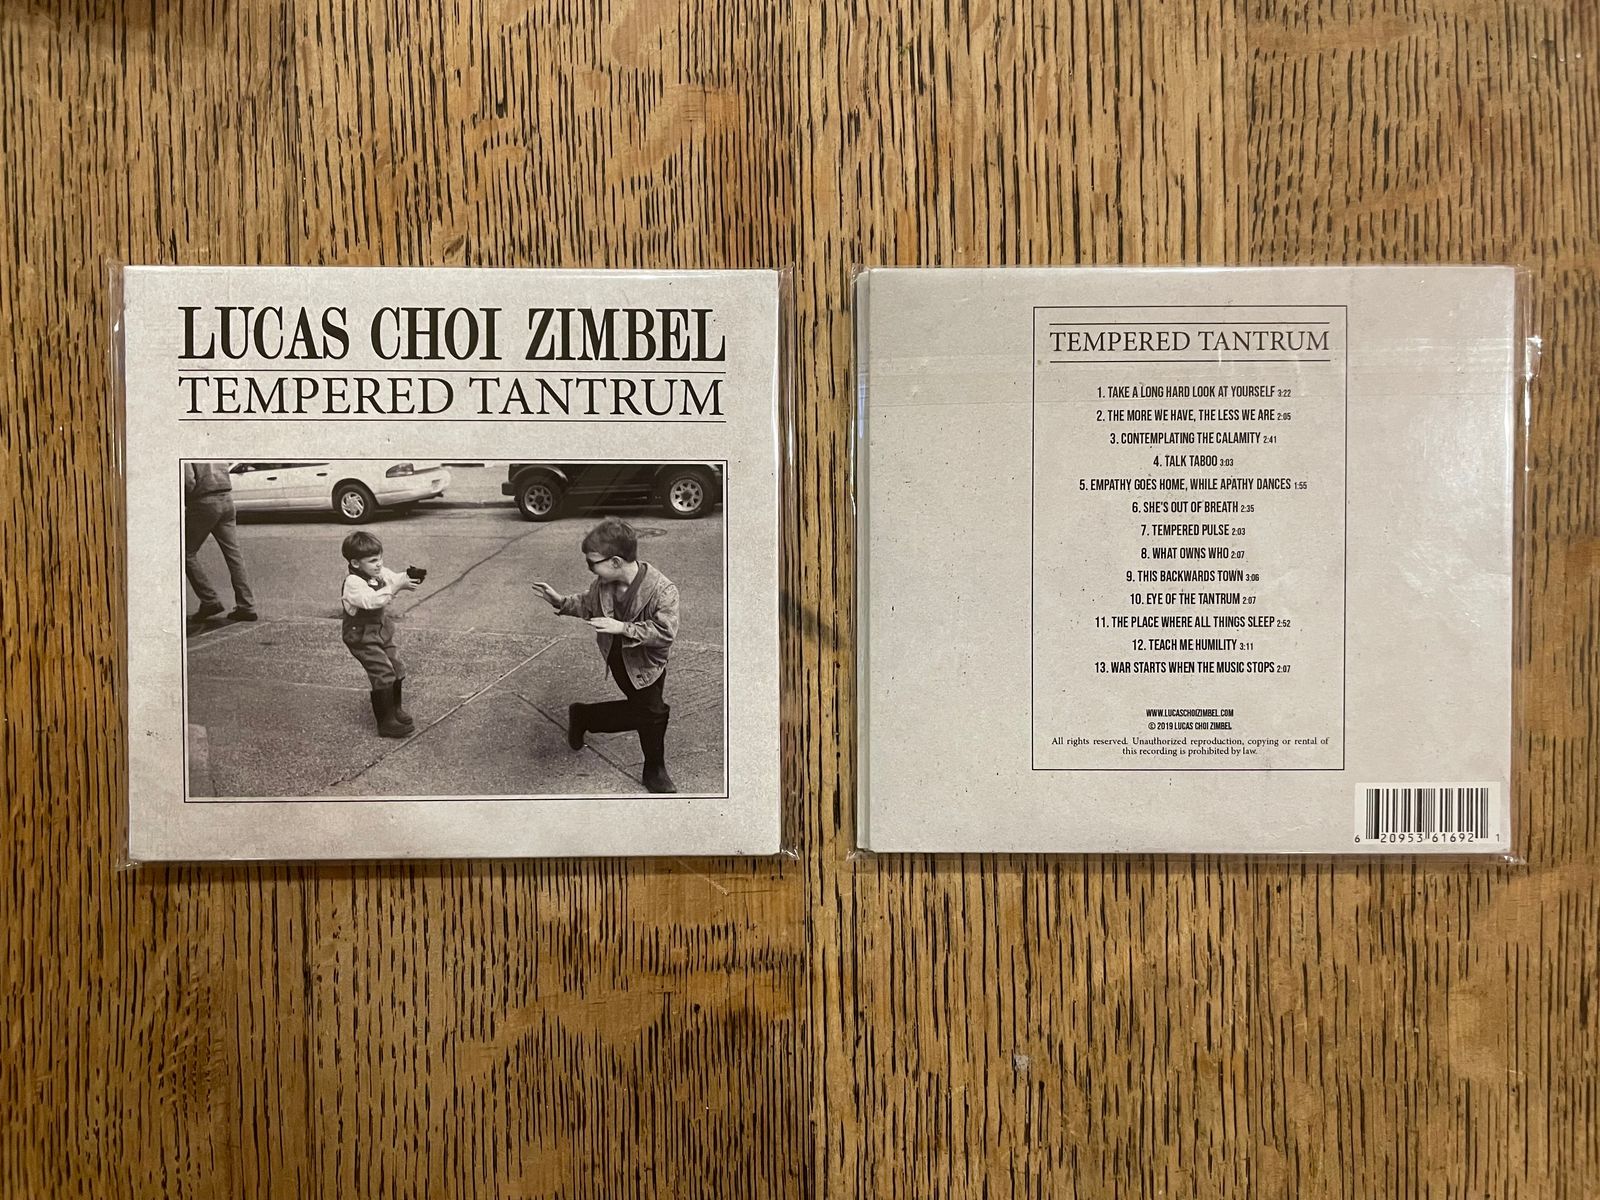 LUCAS CHOI ZIMBEL
TEMPERED TANTRUM
TEMPERED TANTRUM
1. TAKE A LONG HARD LOOK AT YOURSELF 3:22
2. THE MORE WE HAVE, THE LESS WE ARE 2:05
3. CONTEMPLATING THE CALAMITY 2:41
4. TALK TABOO 3:03
5. EMPATHY GOES HOME, WHILE APATHY DANCES 1:55
6. SHE'S OUT OF BREATH 2:35
7. TEMPERED PULSE 2:03
8. WHAT OWNS WHO 2:07
9. THIS BACKWARDS TOWN 3:06
10. EYE OF THE TANTRUM 2:07
11. THE PLACE WHERE ALL THINGS SLEEP 2:52
12. TEACH ME HUMILITY 3:11
13. WAR STARTS WHEN THE MUSIC STOPS 2:07
WWW.LUCASCHOIZIMBEL.COM
© 2019 LUCAS CHOI ZIMBEL
All rights reserved. Unauthorized reproduction, copying or rental of
this recording is prohibited by law.
6 20953 61692 1